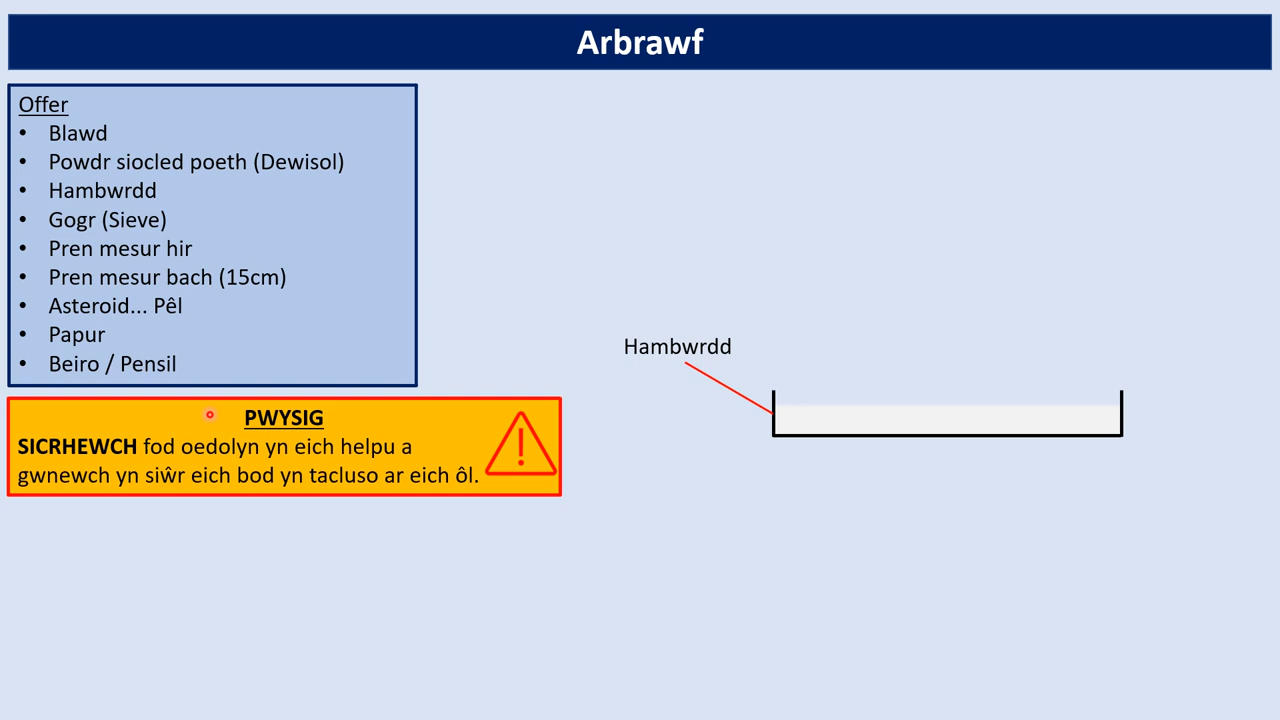 Arbrawf
Offer
• Blawd
• Powdr siocled poeth (Dewisol)
• Hambwrdd
• Gogr (Sieve)
• Pren mesur hir
• Pren mesur bach (15cm)
• Asteroid... Pêl
• Papur
• Beiro / Pensil
Hambwrdd
PWYSIG
SICRHEWCH fod oedolyn yn eich helpu a
gwnewch yn siŵr eich bod yn tacluso ar eich ôl.